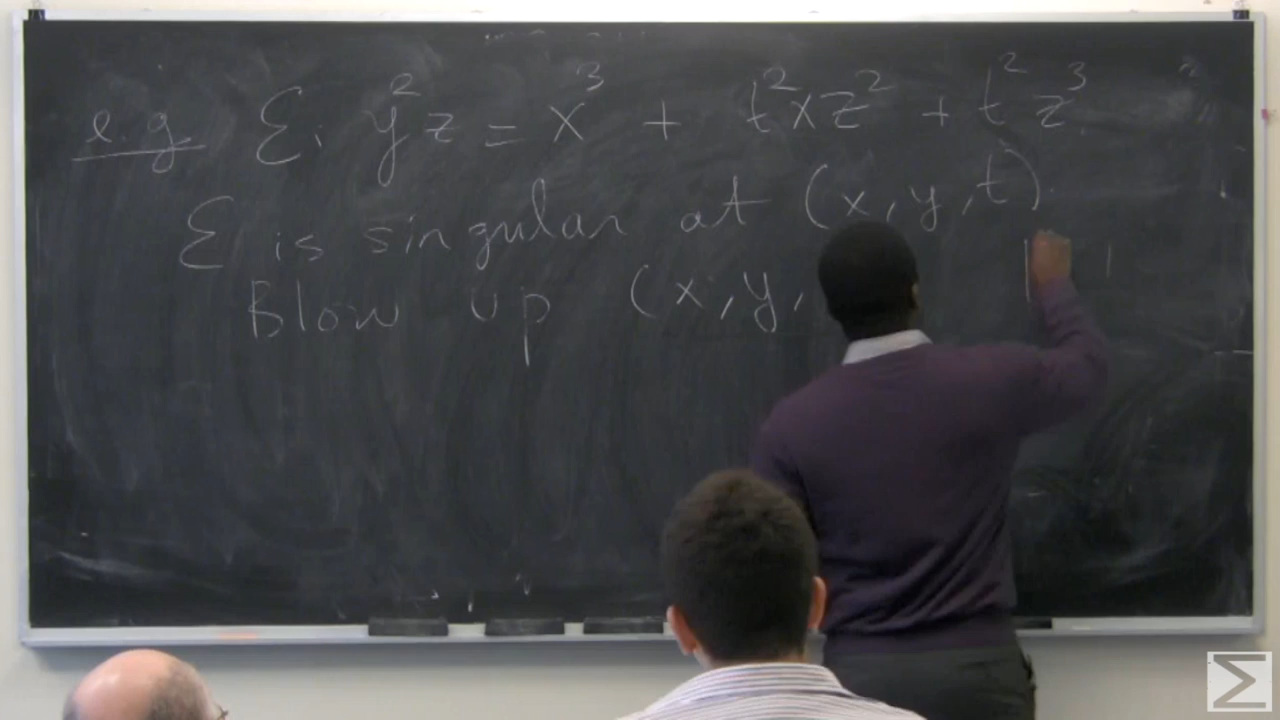 e.g. ℰ: y²z = x³ + t²xz² + t²z³.
ℰ is singular at (x, y, t).
Blow up (x, y,